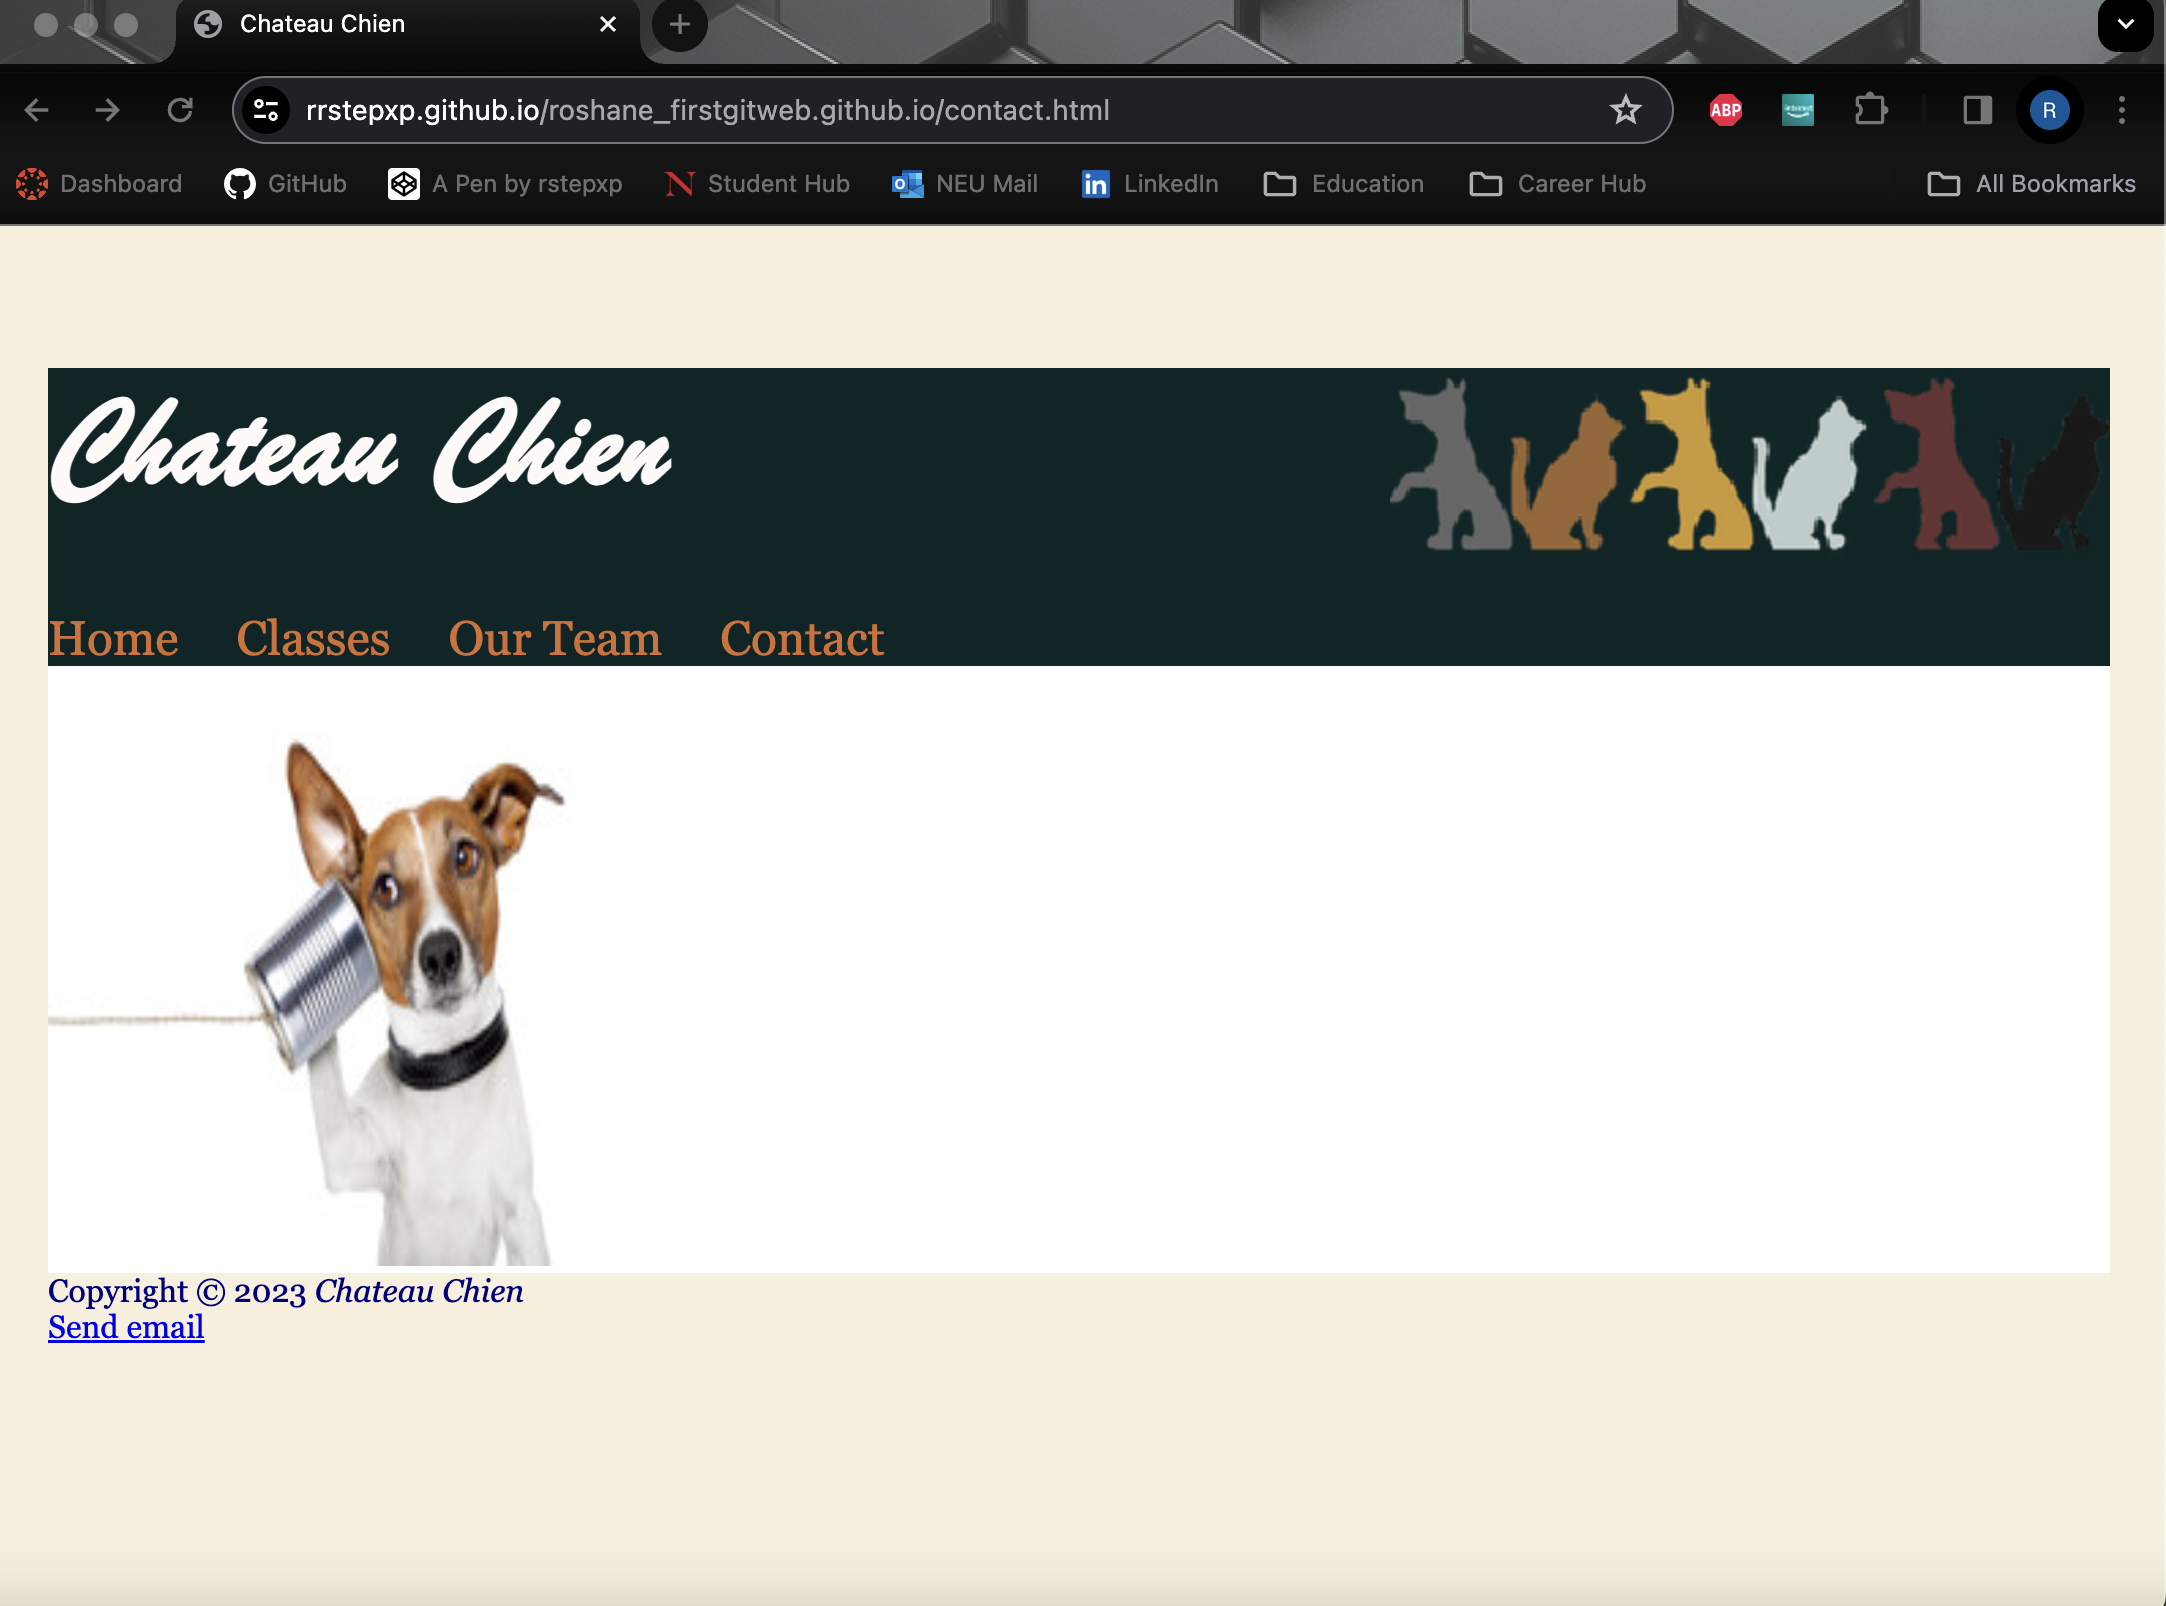 Chateau Chien
rrstepxp.github.io/roshane_firstgitweb.github.io/contact.html
ABP
R
Dashboard GitHub A Pen by rstepxp Student Hub NEU Mail LinkedIn Education Career Hub All Bookmarks
Chateau Chien
Home Classes Our Team Contact
Copyright © 2023 Chateau Chien
Send email